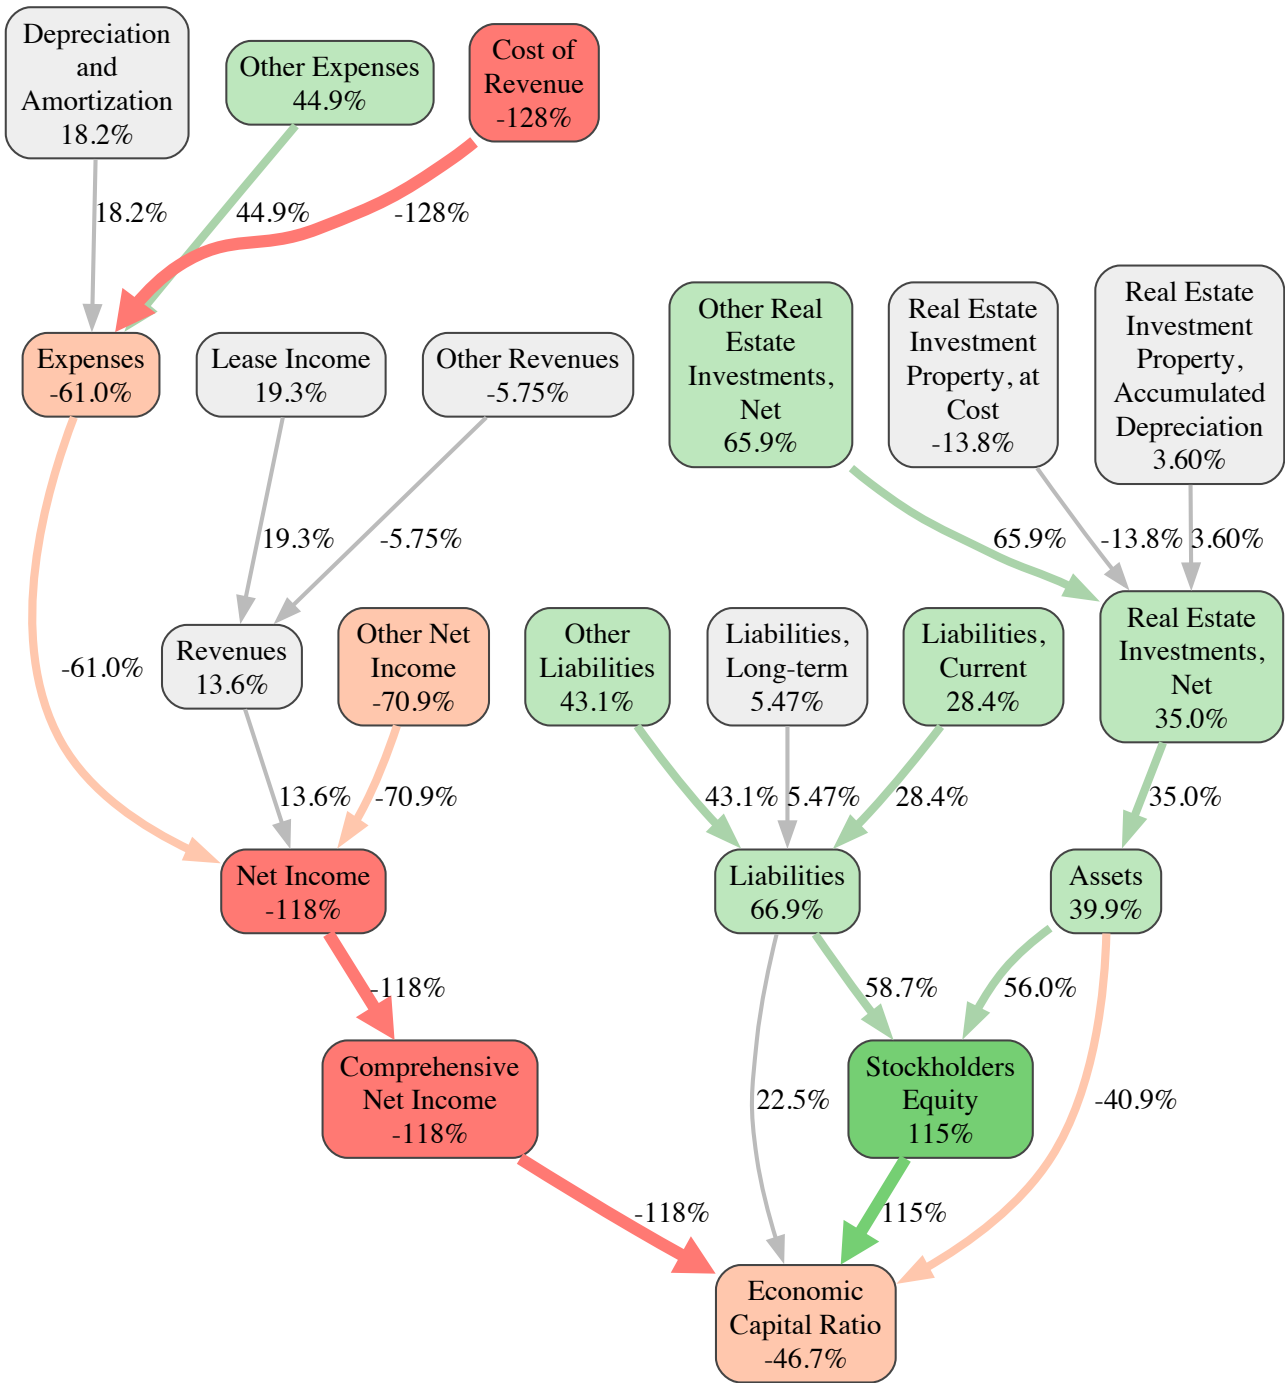 Depreciation
and
Amortization
18.2%
Other Expenses
44.9%
Cost of
Revenue
-128%
18.2%
44.9%
-128%
Expenses
-61.0%
Lease Income
19.3%
Other Revenues
-5.75%
Other Real
Estate
Investments,
Net
65.9%
Real Estate
Investment
Property, at
Cost
-13.8%
Real Estate
Investment
Property,
Accumulated
Depreciation
3.60%
19.3%
-5.75%
65.9%
-13.8%
3.60%
-61.0%
Revenues
13.6%
Other Net
Income
-70.9%
Other
Liabilities
43.1%
Liabilities,
Long-term
5.47%
Liabilities,
Current
28.4%
Real Estate
Investments,
Net
35.0%
13.6%
-70.9%
43.1%
5.47%
28.4%
35.0%
Net Income
-118%
Liabilities
66.9%
Assets
39.9%
-118%
58.7%
56.0%
Comprehensive
Net Income
-118%
22.5%
Stockholders
Equity
115%
-40.9%
-118%
115%
Economic
Capital Ratio
-46.7%